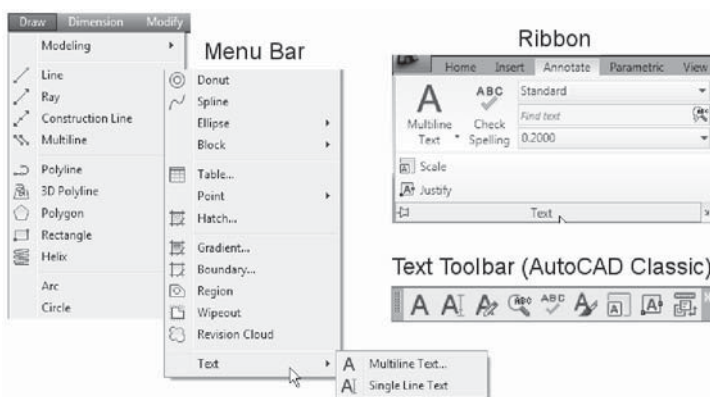 Draw Dimension Modify
Modeling
Line
Ray
Construction Line
Multiline
Polyline
3D Polyline
Polygon
Rectangle
Helix
Arc
Circle
Menu Bar
Donut
Spline
Ellipse
Block
Table...
Point
Hatch...
Gradient...
Boundary...
Region
Wipeout
Revision Cloud
Text
A Multiline Text...
A Single Line Text
Ribbon
Home Insert Annotate Parametric View
A ABC Standard
Multiline Check Find text
Text Spelling 0.2000
A Scale
A Justify
Text
Text Toolbar (AutoCAD Classic)
A A A ABC ABC A A A